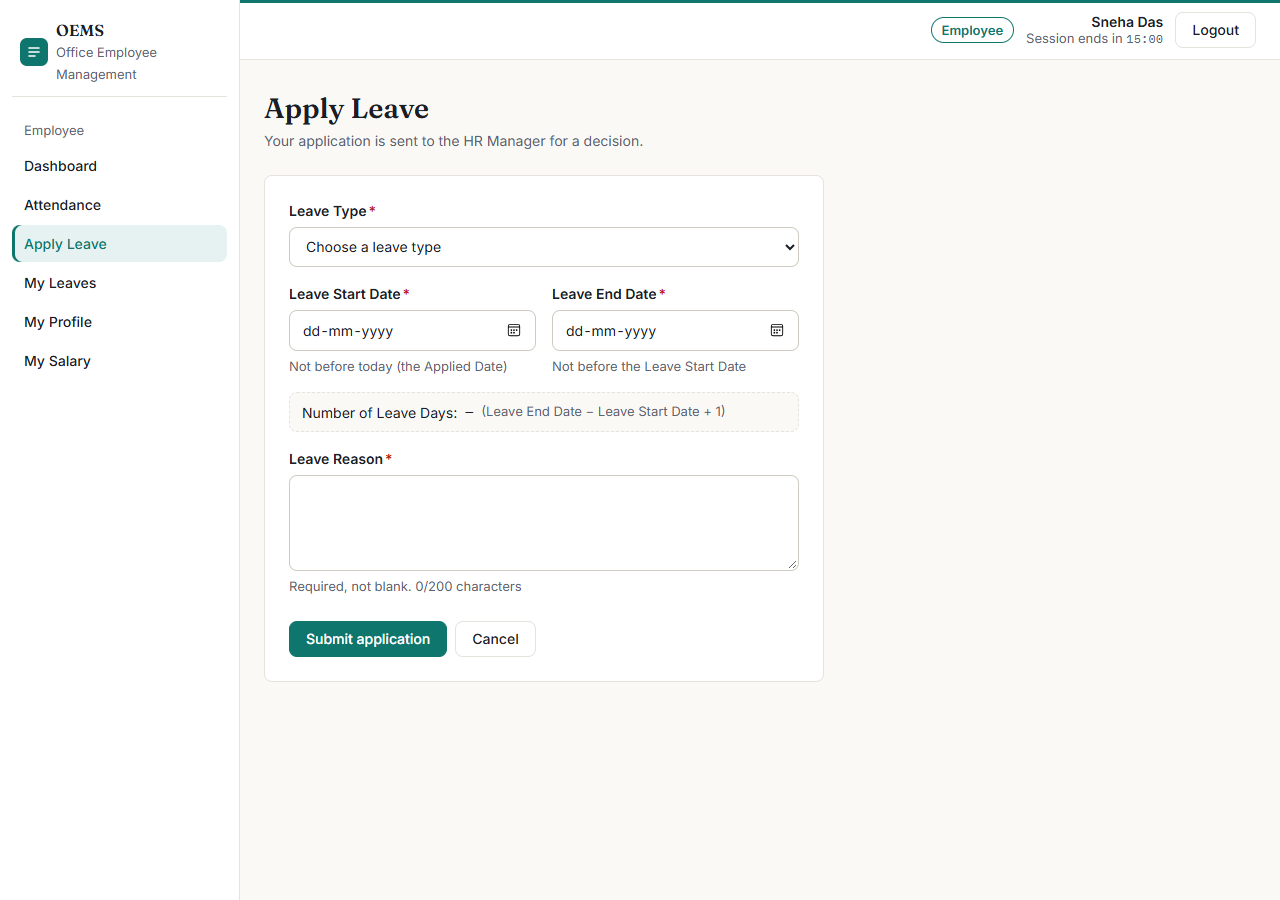 OEMS
Office Employee
Management
Employee
Dashboard
Attendance
Apply Leave
My Leaves
My Profile
My Salary
Employee
Sneha Das
Session ends in 15:00
Logout
Apply Leave
Your application is sent to the HR Manager for a decision.
Leave Type *
Choose a leave type
Leave Start Date * Leave End Date *
dd-mm-yyyy dd-mm-yyyy
Not before today (the Applied Date) Not before the Leave Start Date
Number of Leave Days: – (Leave End Date − Leave Start Date + 1)
Leave Reason *
Required, not blank. 0/200 characters
Submit application Cancel